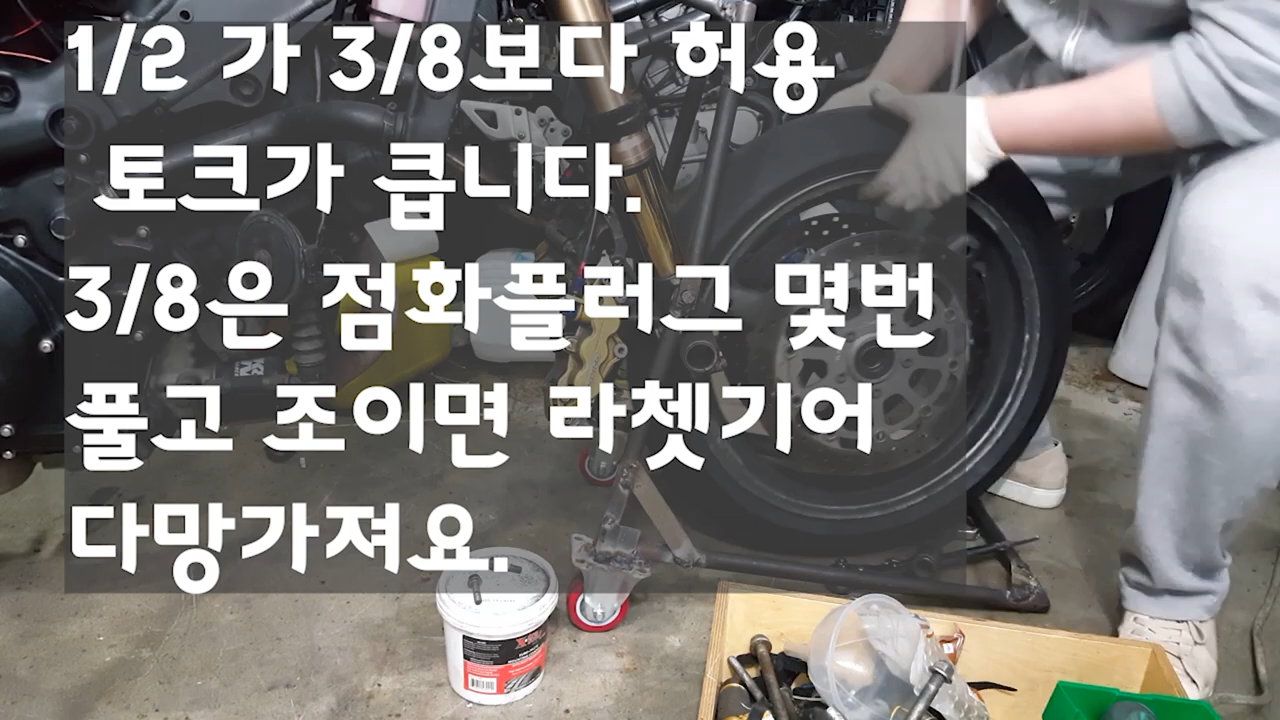 1/2 가 3/8보다 허용
토크가 큽니다.
3/8은 점화플러그 몇번
풀고 조이면 라쳇기어
다망가져요.